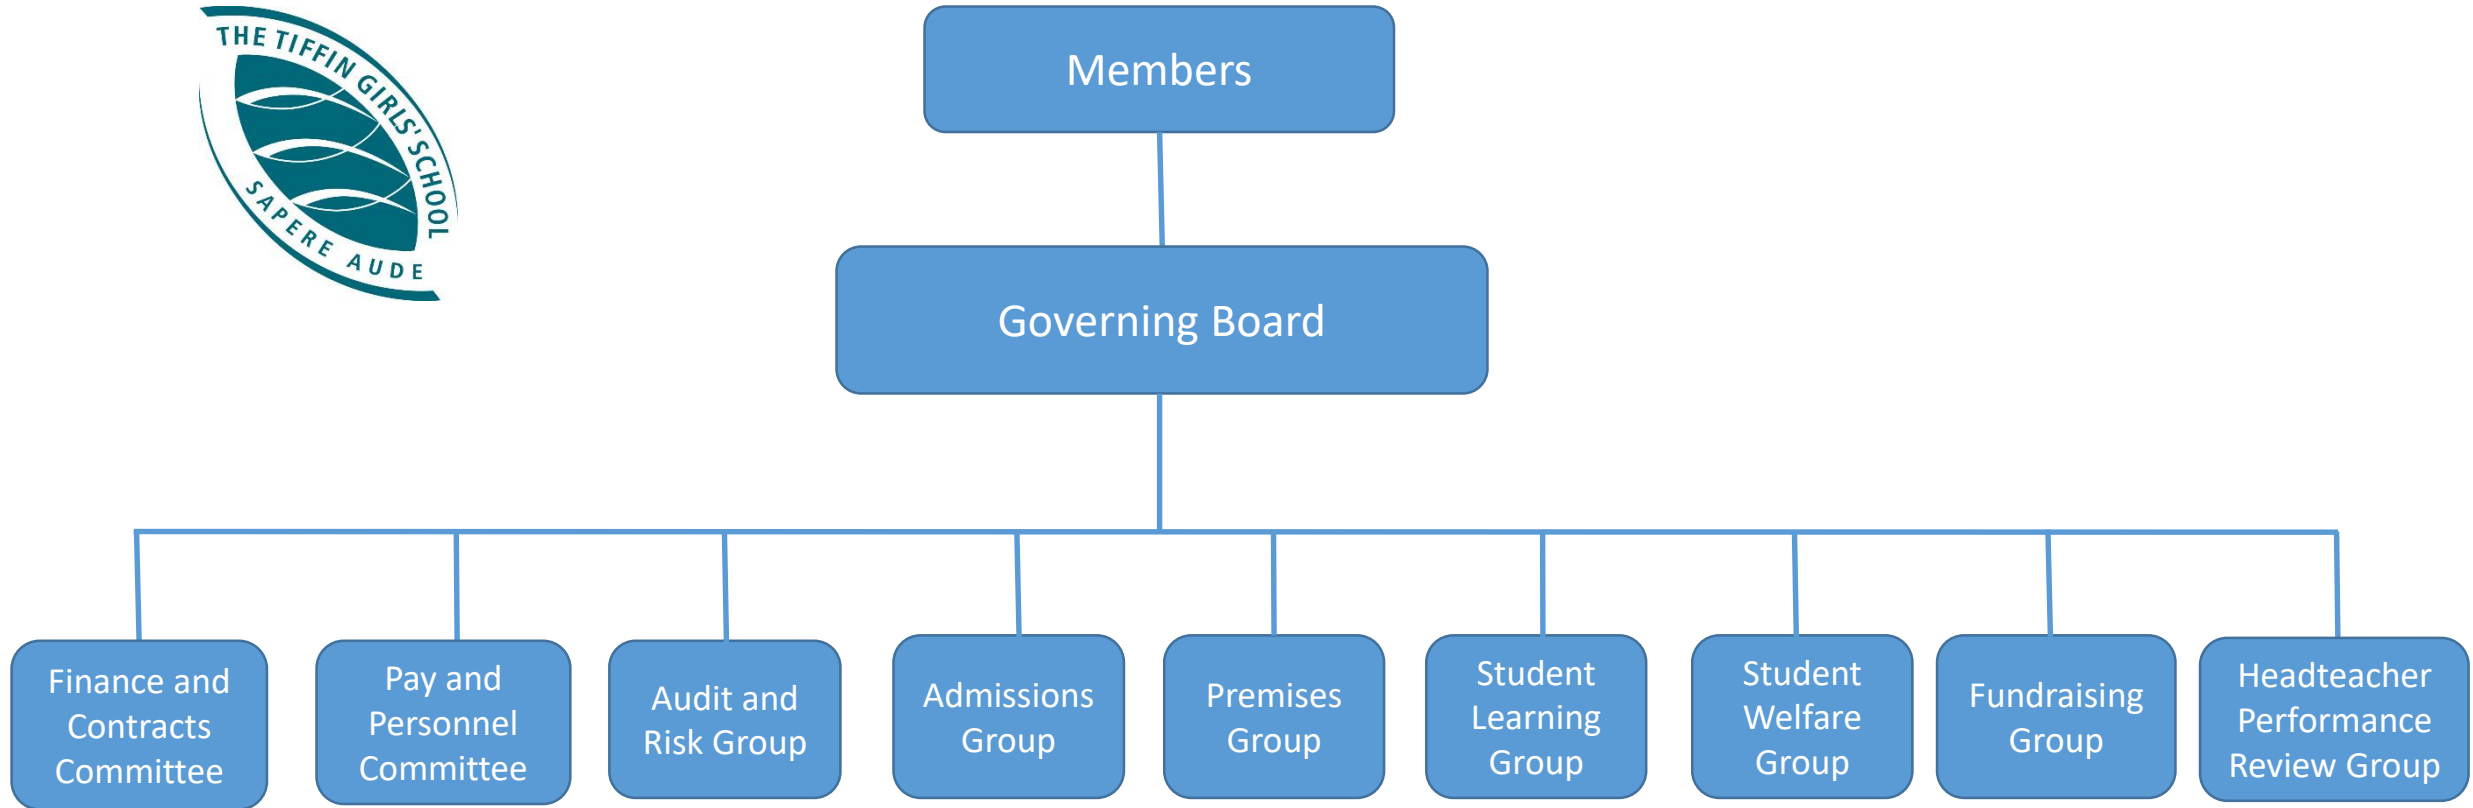 THE TIFFIN GIRLS' SCHOOL
SAPERE AUDE
Members
Governing Board
Finance and
Contracts
Committee
Pay and
Personnel
Committee
Audit and
Risk Group
Admissions
Group
Premises
Group
Student
Learning
Group
Student
Welfare
Group
Fundraising
Group
Headteacher
Performance
Review Group